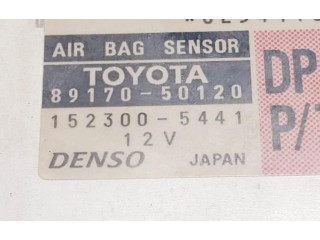 AIR BAG SENSOR
TOYOTA
89170-50120
152300-5441
12V
DENSO JAPAN
DP
P/